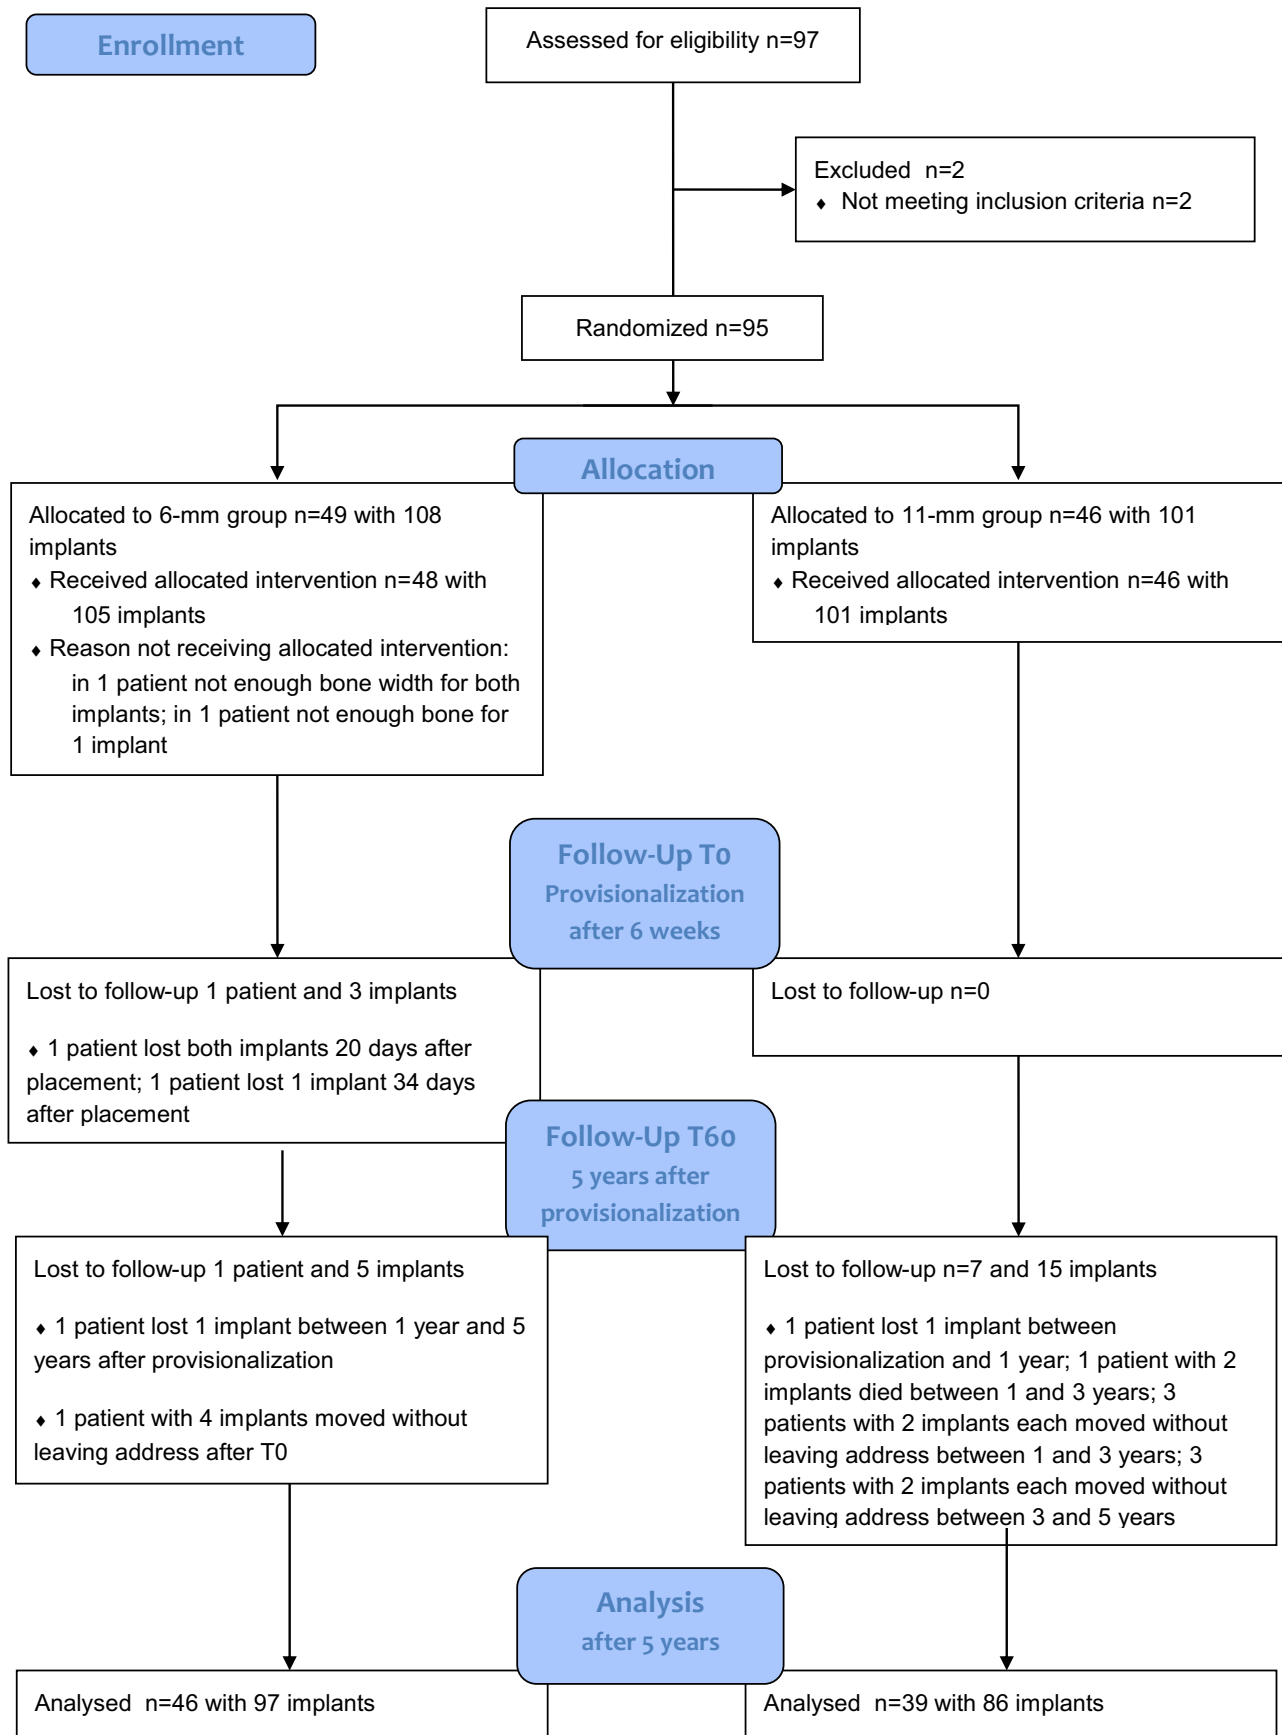 Enrollment
Assessed for eligibility n=97
Excluded n=2
♦ Not meeting inclusion criteria n=2
Randomized n=95
Allocation
Allocated to 6-mm group n=49 with 108
implants
♦ Received allocated intervention n=48 with
105 implants
♦ Reason not receiving allocated intervention:
in 1 patient not enough bone width for both
implants; in 1 patient not enough bone for
1 implant
Allocated to 11-mm group n=46 with 101
implants
♦ Received allocated intervention n=46 with
101 implants
Follow-Up T0
Provisionalization
after 6 weeks
Lost to follow-up 1 patient and 3 implants
♦ 1 patient lost both implants 20 days after
placement; 1 patient lost 1 implant 34 days
after placement
Lost to follow-up n=0
Follow-Up T60
5 years after
provisionalization
Lost to follow-up 1 patient and 5 implants
♦ 1 patient lost 1 implant between 1 year and 5
years after provisionalization
♦ 1 patient with 4 implants moved without
leaving address after T0
Lost to follow-up n=7 and 15 implants
♦ 1 patient lost 1 implant between
provisionalization and 1 year; 1 patient with 2
implants died between 1 and 3 years; 3
patients with 2 implants each moved without
leaving address between 1 and 3 years; 3
patients with 2 implants each moved without
leaving address between 3 and 5 years
Analysis
after 5 years
Analysed n=46 with 97 implants
Analysed n=39 with 86 implants